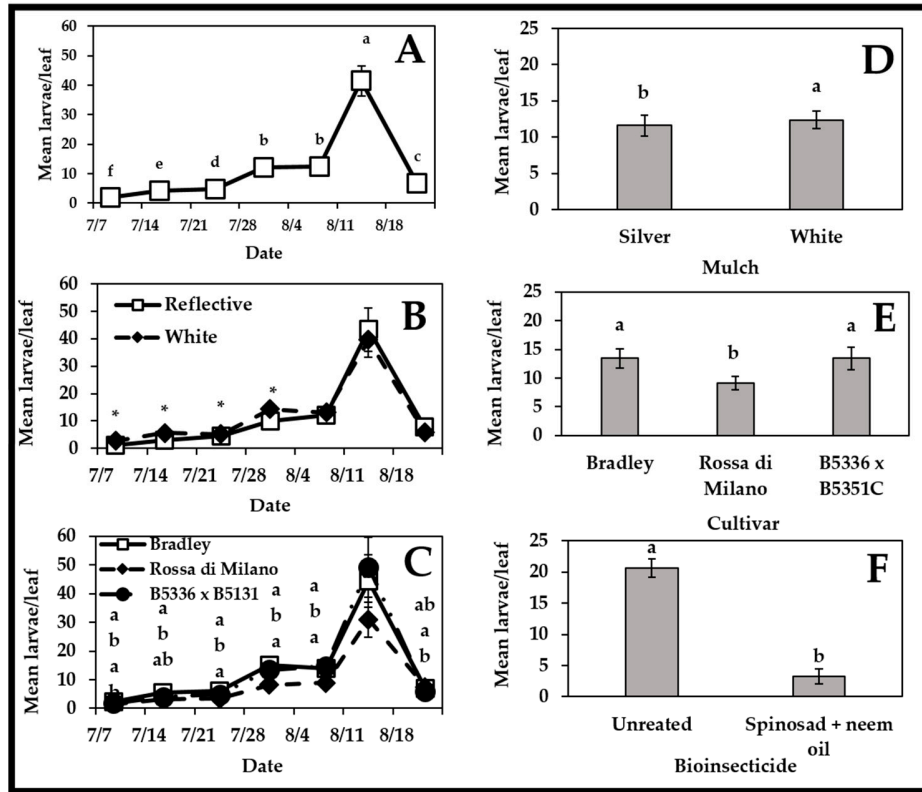 A
Mean larvae/leaf
60
50
40
30
20
10
0
f
e
d
b
b
a
c
7/7
7/14
7/21
7/28
8/4
8/11
8/18
Date
B
Mean larvae/leaf
60
50
40
30
20
10
0
Reflective
White
*
*
*
*
7/7
7/14
7/21
7/28
8/4
8/11
8/18
Date
C
Mean larvae/leaf
60
50
40
30
20
10
0
Bradley
Rossa di Milano
B5336 x B5131
a
b
a
b
a
b
ab
a
b
a
a
b
a
a
b
a
ab
a
b
7/7
7/14
7/21
7/28
8/4
8/11
8/18
Date
D
Mean larvae/leaf
25
20
15
10
5
0
b
a
Silver
White
Mulch
E
Mean larvae/leaf
25
20
15
10
5
0
a
b
a
Bradley
Rossa di
Milano
B5336 x
B5351C
Cultivar
F
Mean larvae/leaf
25
20
15
10
5
0
a
b
Unreated
Spinosad + neem
oil
Bioinsecticide